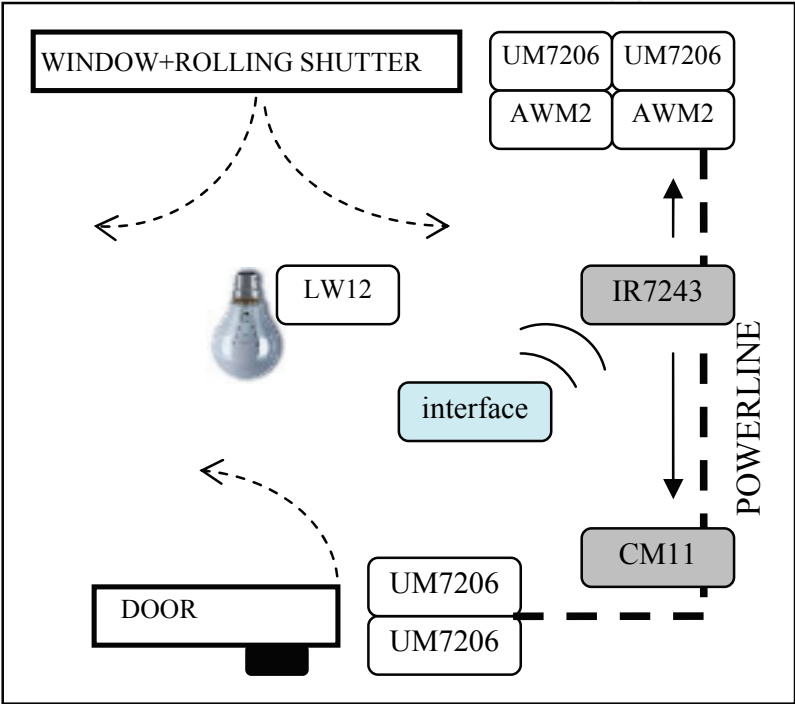 WINDOW+ROLLING SHUTTER
UM7206
UM7206
AWM2
AWM2
LW12
IR7243
interface
POWERLINE
CM11
DOOR
UM7206
UM7206